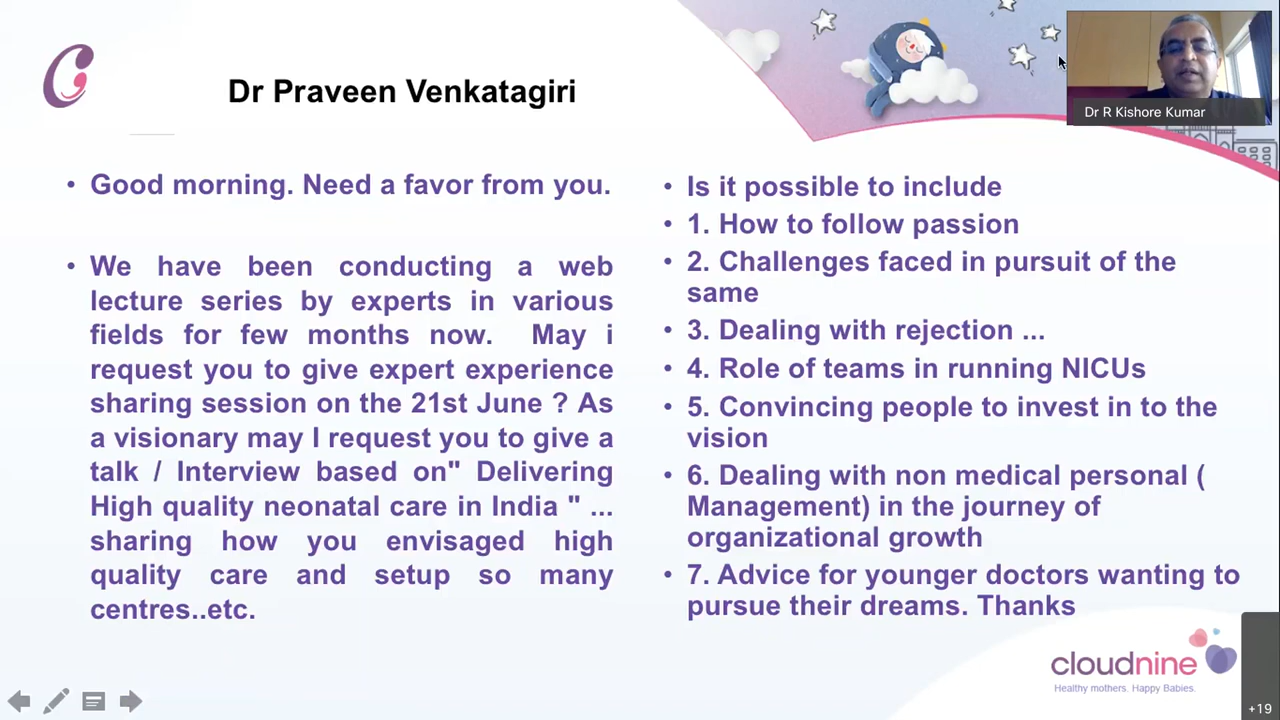 Dr Praveen Venkatagiri
Dr R Kishore Kumar
• Good morning. Need a favor from you.
• We have been conducting a web
lecture series by experts in various
fields for few months now. May i
request you to give expert experience
sharing session on the 21st June ? As
a visionary may I request you to give a
talk / Interview based on" Delivering
High quality neonatal care in India " ...
sharing how you envisaged high
quality care and setup so many
centres..etc.
• Is it possible to include
• 1. How to follow passion
• 2. Challenges faced in pursuit of the
same
• 3. Dealing with rejection ...
• 4. Role of teams in running NICUs
• 5. Convincing people to invest in to the
vision
• 6. Dealing with non medical personal (
Management) in the journey of
organizational growth
• 7. Advice for younger doctors wanting to
pursue their dreams. Thanks
cloudnine
Healthy mothers. Happy Babies.
+19